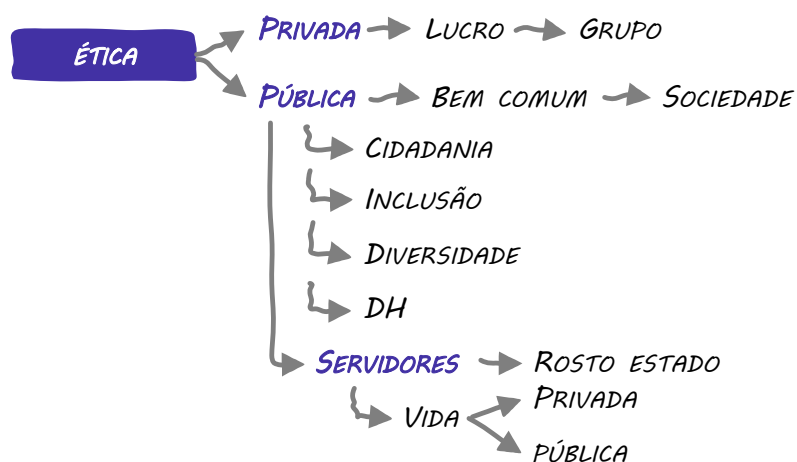 ÉTICA
PRIVADA LUCRO GRUPO
PÚBLICA BEM COMUM SOCIEDADE
CIDADANIA
INCLUSÃO
DIVERSIDADE
DH
SERVIDORES ROSTO ESTADO
VIDA PRIVADA
PÚBLICA